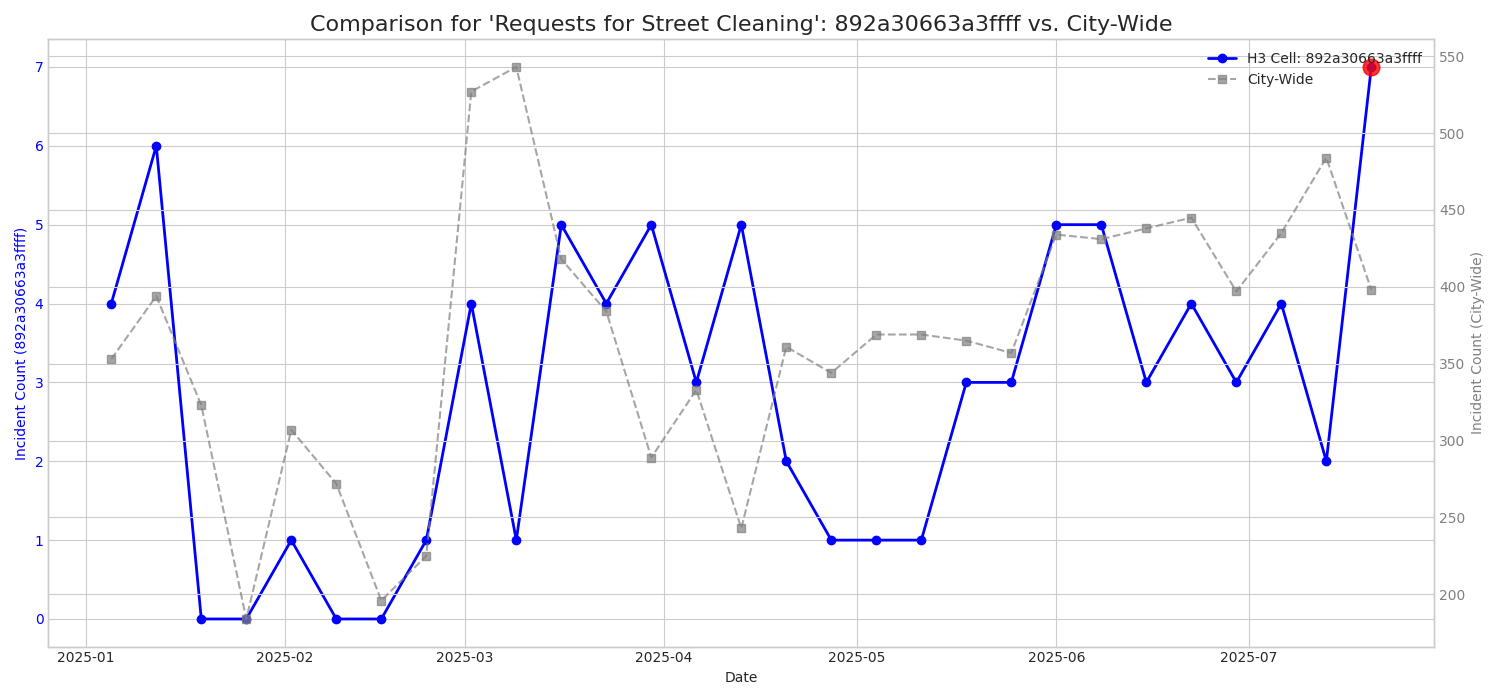 Comparison for 'Requests for Street Cleaning': 892a30663a3ffff vs. City-Wide
H3 Cell: 892a30663a3ffff
City-Wide
Incident Count (892a30663a3ffff)
7
6
5
4
3
2
1
0
550
500
450
400
350
300
250
200
Incident Count (City-Wide)
2025-01 2025-02 2025-03 2025-04 2025-05 2025-06 2025-07
Date